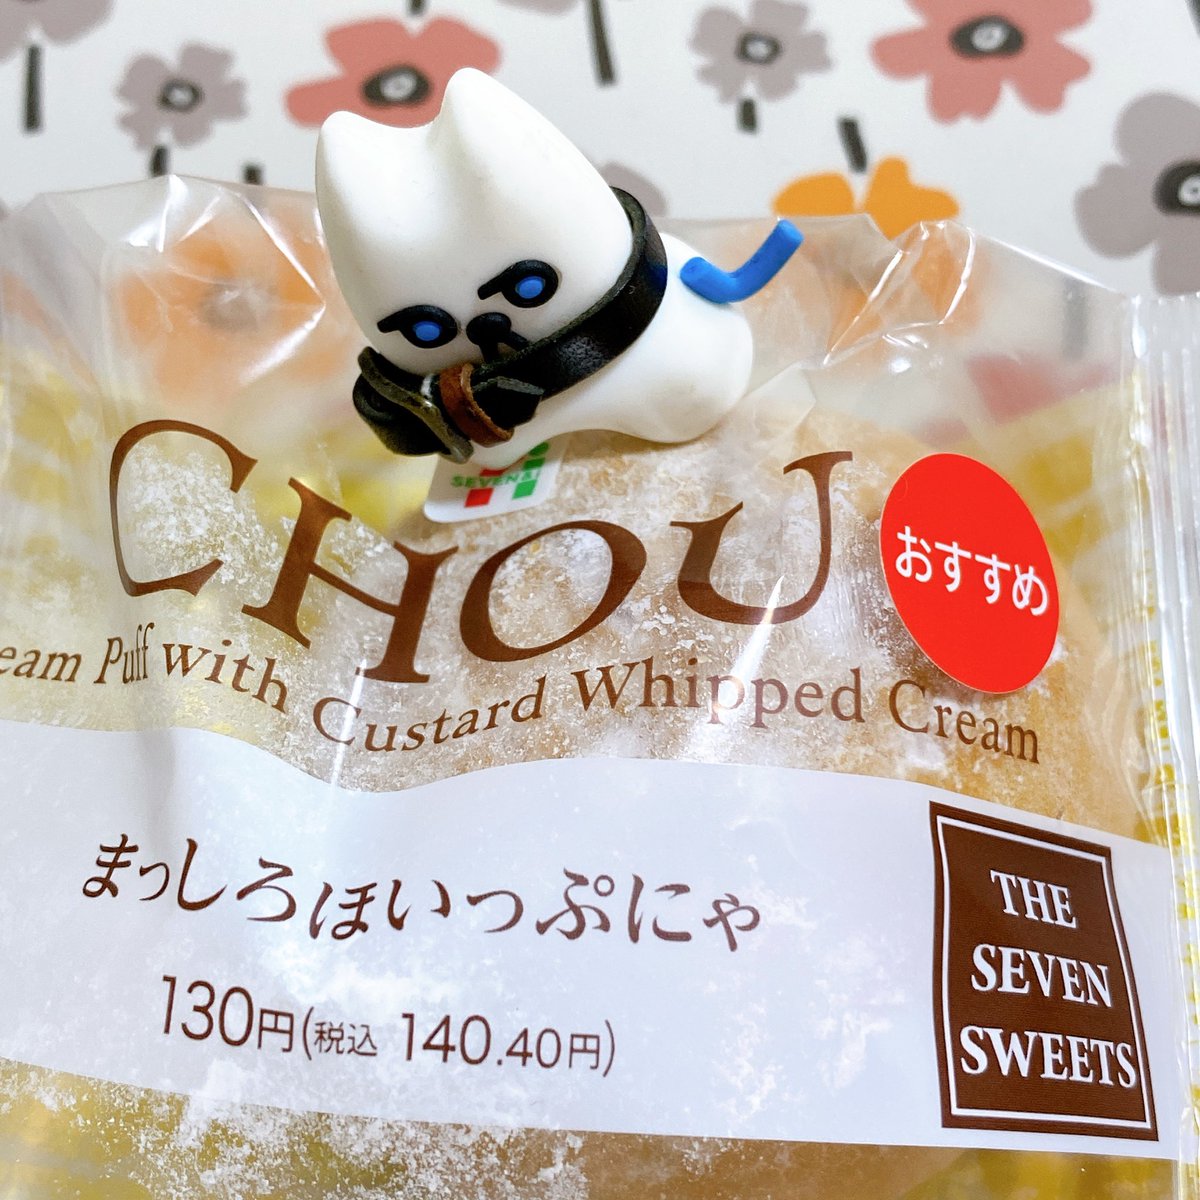 SEVEN&i
CHOU
おすすめ
eam Puff with Custard Whipped Cream
まっしろほいっぷにゃ
130円(税込 140.40円)
THE
SEVEN
SWEETS